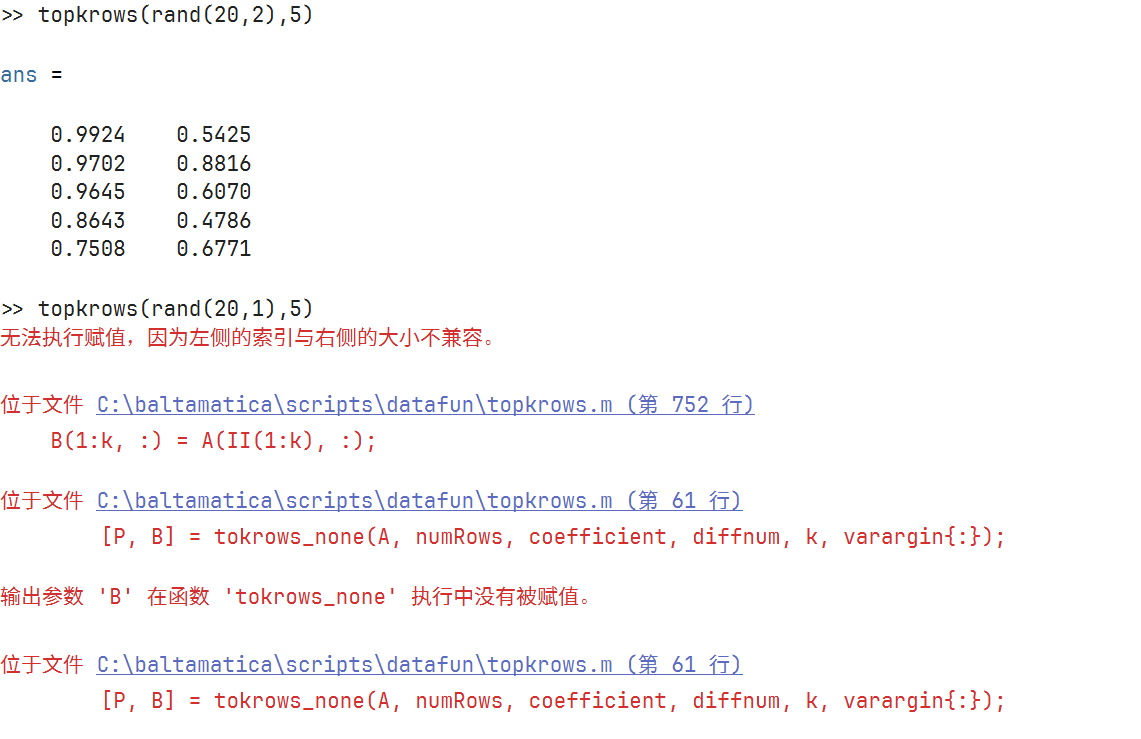 >> topkrows(rand(20,2),5)
ans =
0.9924 0.5425
0.9702 0.8816
0.9645 0.6070
0.8643 0.4786
0.7508 0.6771
>> topkrows(rand(20,1),5)
无法执行赋值，因为左侧的索引与右侧的大小不兼容。
位于文件 C:\baltamatica\scripts\datafun\topkrows.m (第 752 行)
B(1:k, :) = A(II(1:k), :);
位于文件 C:\baltamatica\scripts\datafun\topkrows.m (第 61 行)
[P, B] = tokrows_none(A, numRows, coefficient, diffnum, k, varargin{:});
输出参数 'B' 在函数 'tokrows_none' 执行中没有被赋值。
位于文件 C:\baltamatica\scripts\datafun\topkrows.m (第 61 行)
[P, B] = tokrows_none(A, numRows, coefficient, diffnum, k, varargin{:});